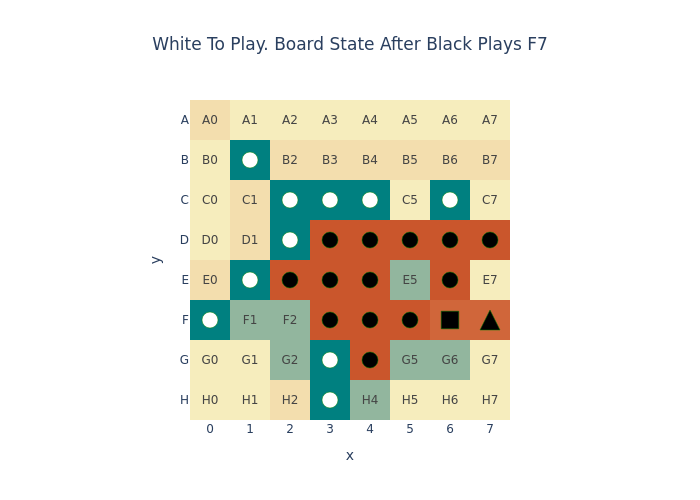 White To Play. Board State After Black Plays F7
A A0 A1 A2 A3 A4 A5 A6 A7
B B0 B2 B3 B4 B5 B6 B7
C C0 C1 C5 C7
D D0 D1
y
E E0 E5 E7
F F1 F2
G G0 G1 G2 G5 G6 G7
H H0 H1 H2 H4 H5 H6 H7
0 1 2 3 4 5 6 7
x